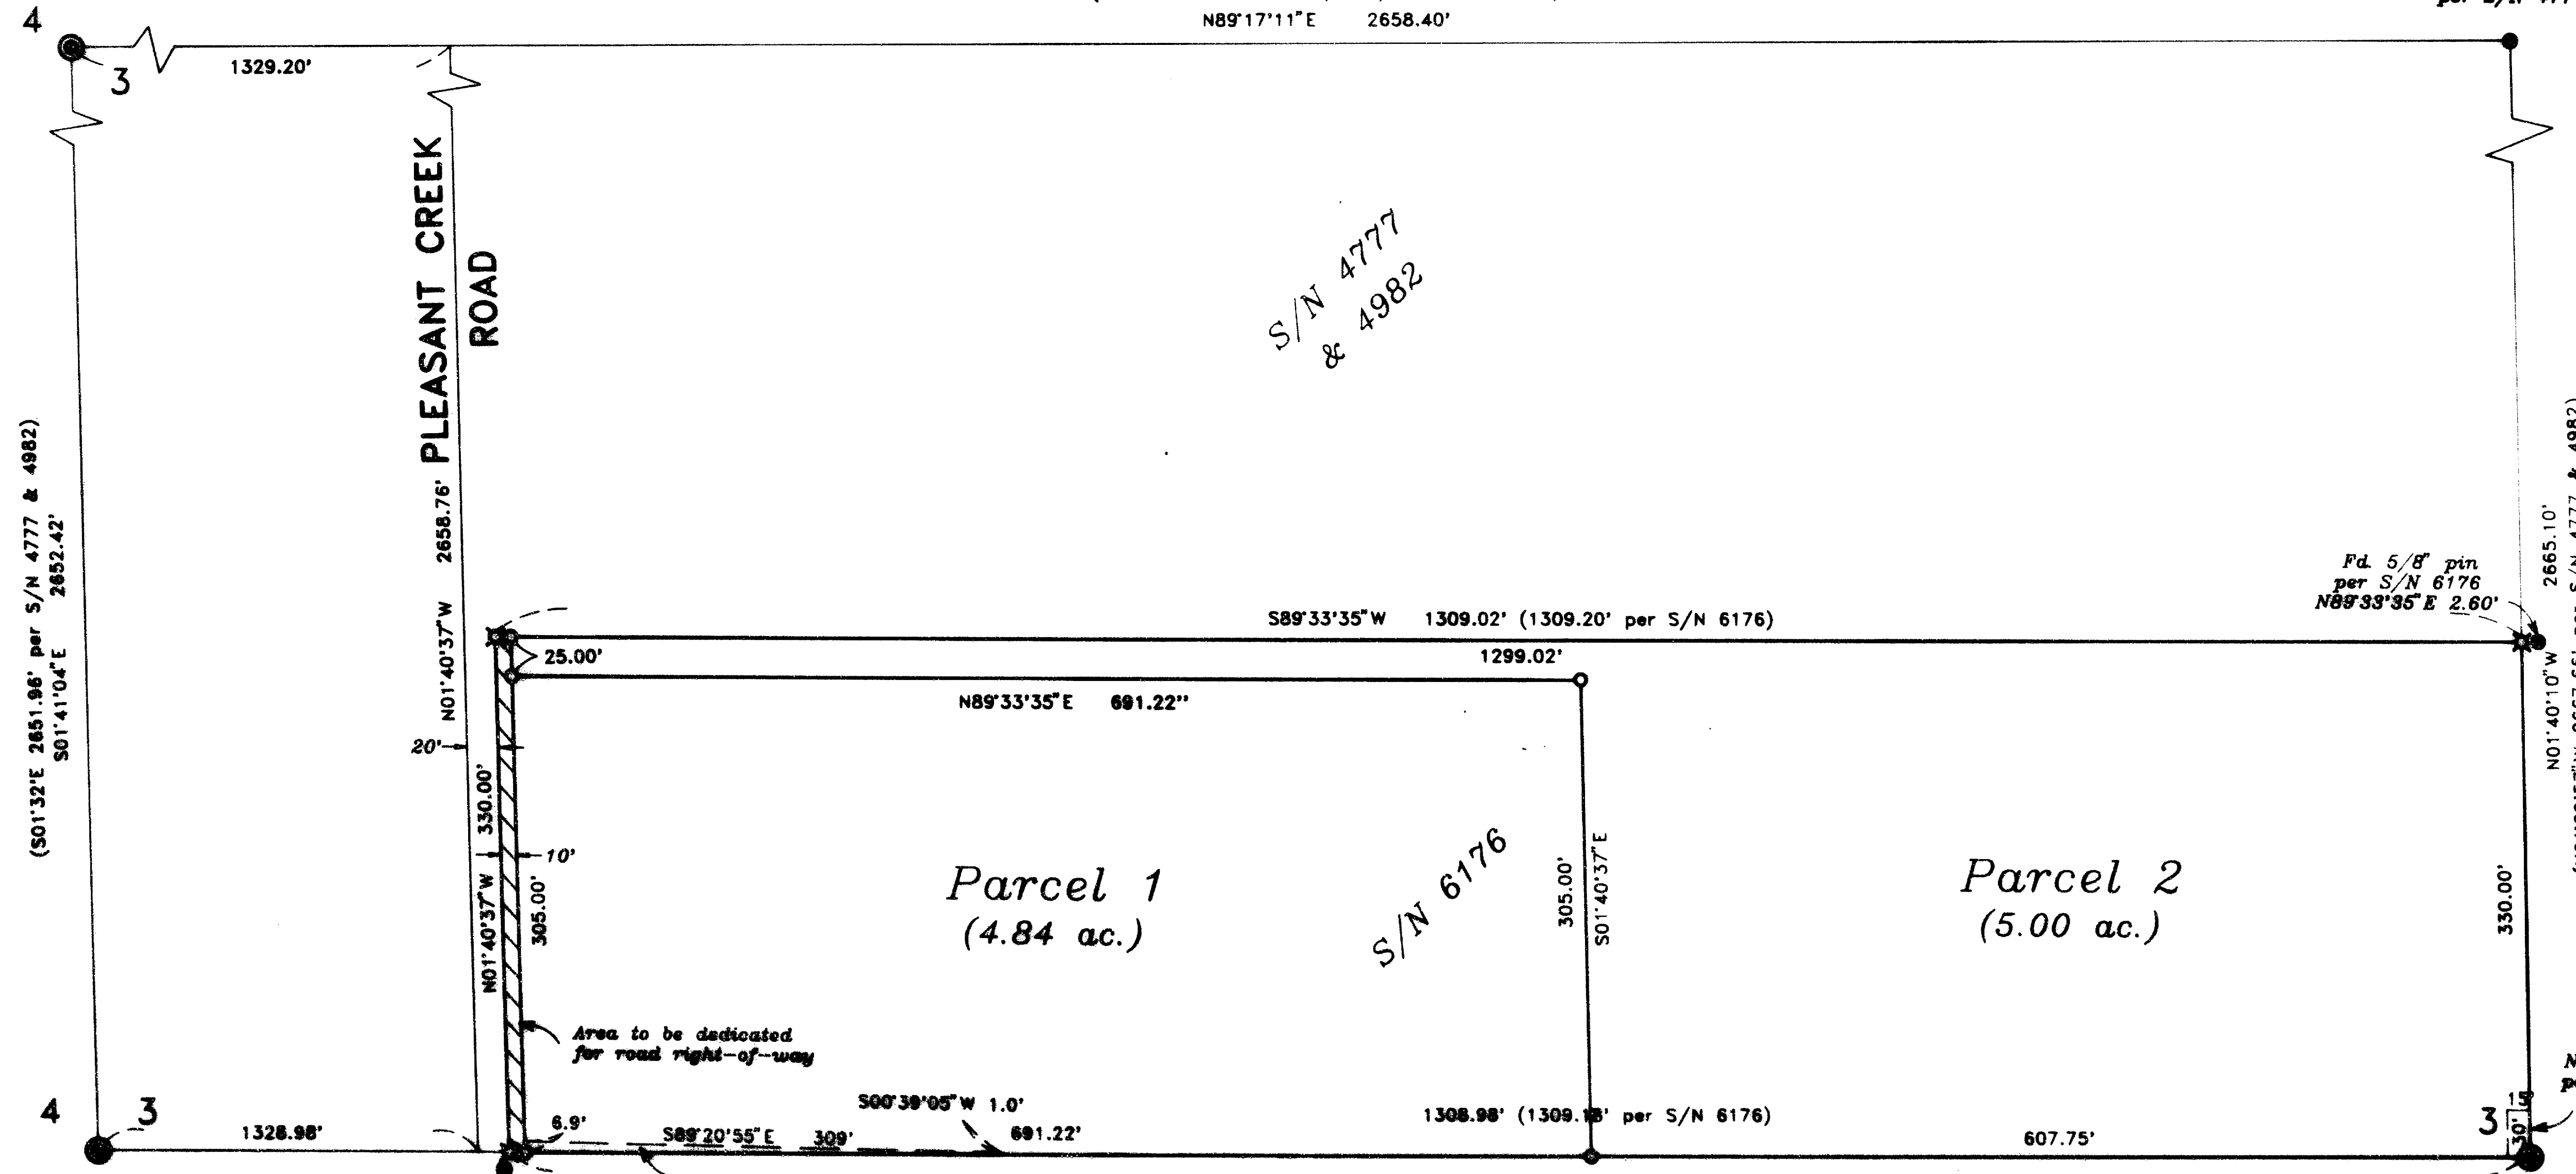 4
N89°17'11"E 2658.40'
3
1329.20'
PLEASANT CREEK
ROAD
S/N 4777
& 4982
(S01°32'E 2651.96' per S/N 4777 & 4982)
S01°41'04"E 2652.42'
N01°40'37"W 2658.76'
2665.10'
N01°40'10"W
Fd. 5/8" pin
per S/N 6176
N89°33'35"E 2.60'
S89°33'35"W 1309.02' (1309.20' per S/N 6176)
25.00'
1299.02'
N89°33'35"E 691.22''
20'
N01°40'37"W 330.00'
10'
305.00'
Parcel 1
(4.84 ac.)
S/N 6176
305.00'
S01°40'37"E
Parcel 2
(5.00 ac.)
330.00'
Area to be dedicated
for road right-of-way
S00°39'05"W 1.0'
1308.98' (1309.18' per S/N 6176)
4
3
1328.98'
6.9'
S89°20'55"E 309'
691.22'
607.75'
3
15'
30'